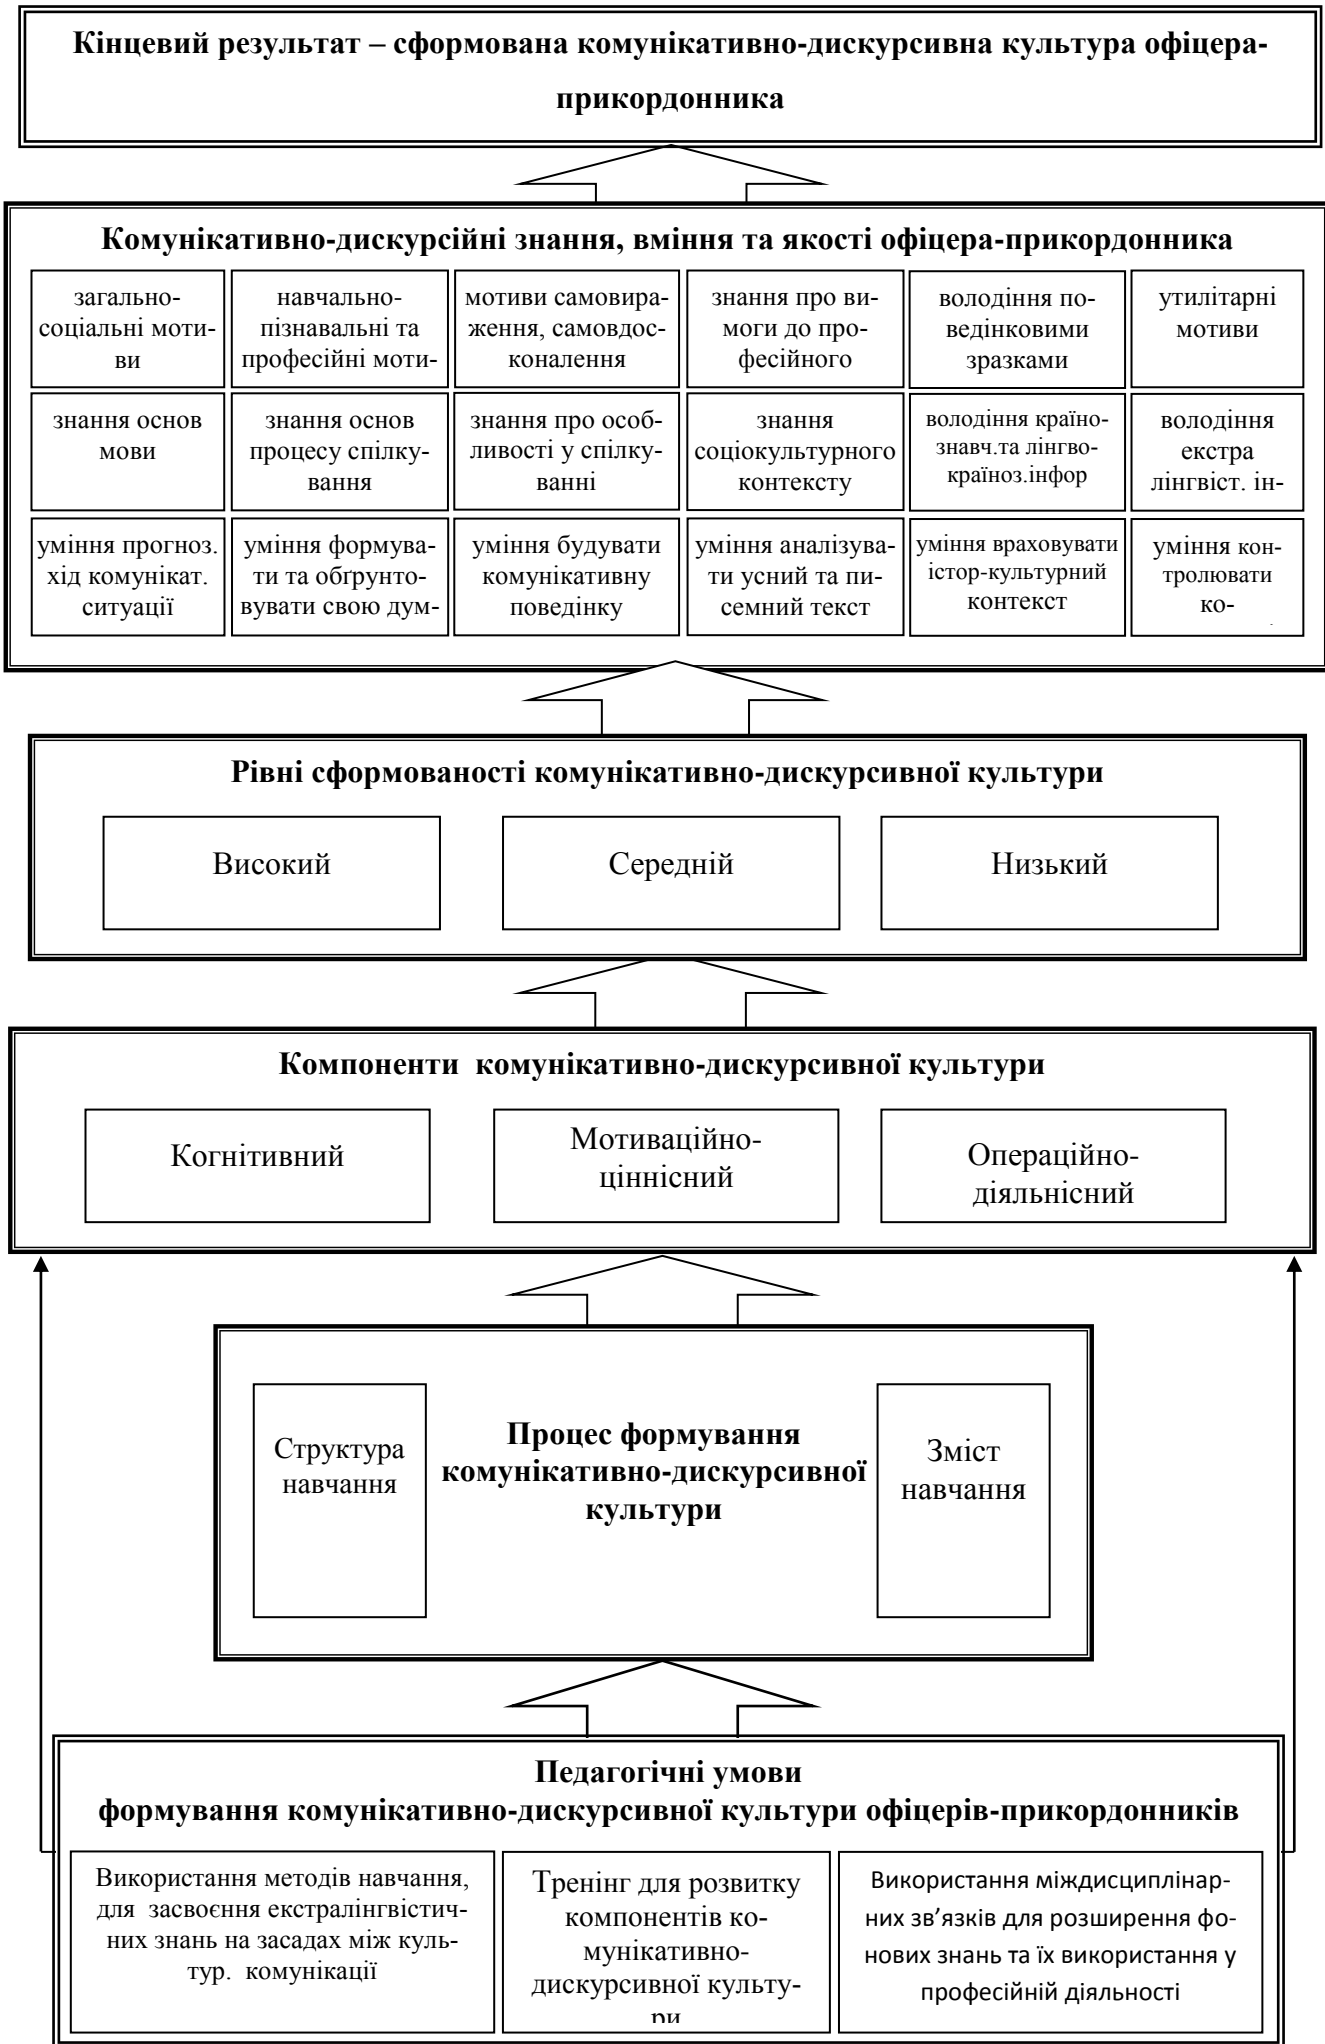 Кінцевий результат – сформована комунікативно-дискурсивна культура офіцера-
прикордонника
Комунікативно-дискурсійні знання, вміння та якості офіцера-прикордонника
загально-
соціальні моти-
ви
навчально-
пізнавальні та
професійні моти-
мотиви самовира-
ження, самовдос-
коналення
знання про ви-
моги до про-
фесійного
володіння по-
ведінковими
зразками
утилітарні
мотиви
знання основ
мови
знання основ
процесу спілку-
вання
знання про особ-
ливості у спілку-
ванні
знання
соціокультурного
контексту
володіння країно-
знавч.та лінгво-
країноз.інфор
володіння
екстра
лінгвіст. ін-
уміння прогноз.
хід комунікат.
ситуації
уміння формува-
ти та обґрунто-
вувати свою дум-
уміння будувати
комунікативну
поведінку
уміння аналізува-
ти усний та пи-
семний текст
уміння враховувати
істор-культурний
контекст
уміння кон-
тролювати
ко-
Рівні сформованості комунікативно-дискурсивної культури
Високий
Середній
Низький
Компоненти комунікативно-дискурсивної культури
Когнітивний
Мотиваційно-
ціннісний
Операційно-
діяльнісний
Структура
навчання
Процес формування
комунікативно-дискурсивної
культури
Зміст
навчання
Педагогічні умови
формування комунікативно-дискурсивної культури офіцерів-прикордонників
Використання методів навчання,
для засвоєння екстралінгвістич-
них знань на засадах між куль-
тур. комунікації
Тренінг для розвитку
компонентів ко-
мунікативно-
дискурсивної культу-
ри
Використання міждисциплінар-
них зв’язків для розширення фо-
нових знань та їх використання у
професійній діяльності